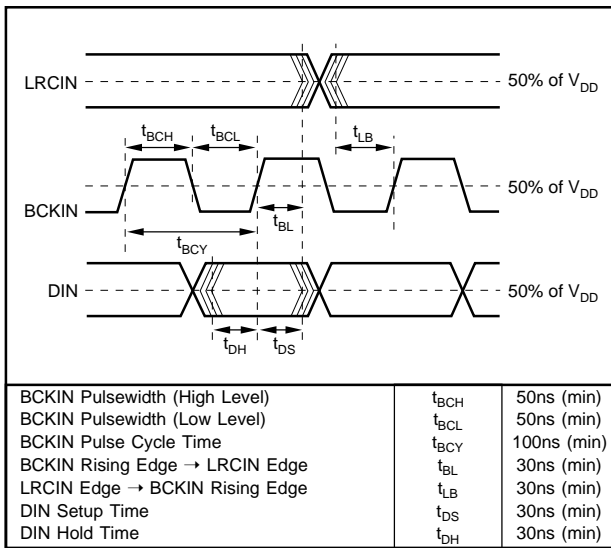 LRCIN
50% of VDD
tBCH
tBCL
tLB
BCKIN
50% of VDD
tBL
tBCY
DIN
50% of VDD
tDH
tDS
BCKIN Pulsewidth (High Level) tBCH 50ns (min)
BCKIN Pulsewidth (Low Level) tBCL 50ns (min)
BCKIN Pulse Cycle Time tBCY 100ns (min)
BCKIN Rising Edge → LRCIN Edge tBL 30ns (min)
LRCIN Edge → BCKIN Rising Edge tLB 30ns (min)
DIN Setup Time tDS 30ns (min)
DIN Hold Time tDH 30ns (min)